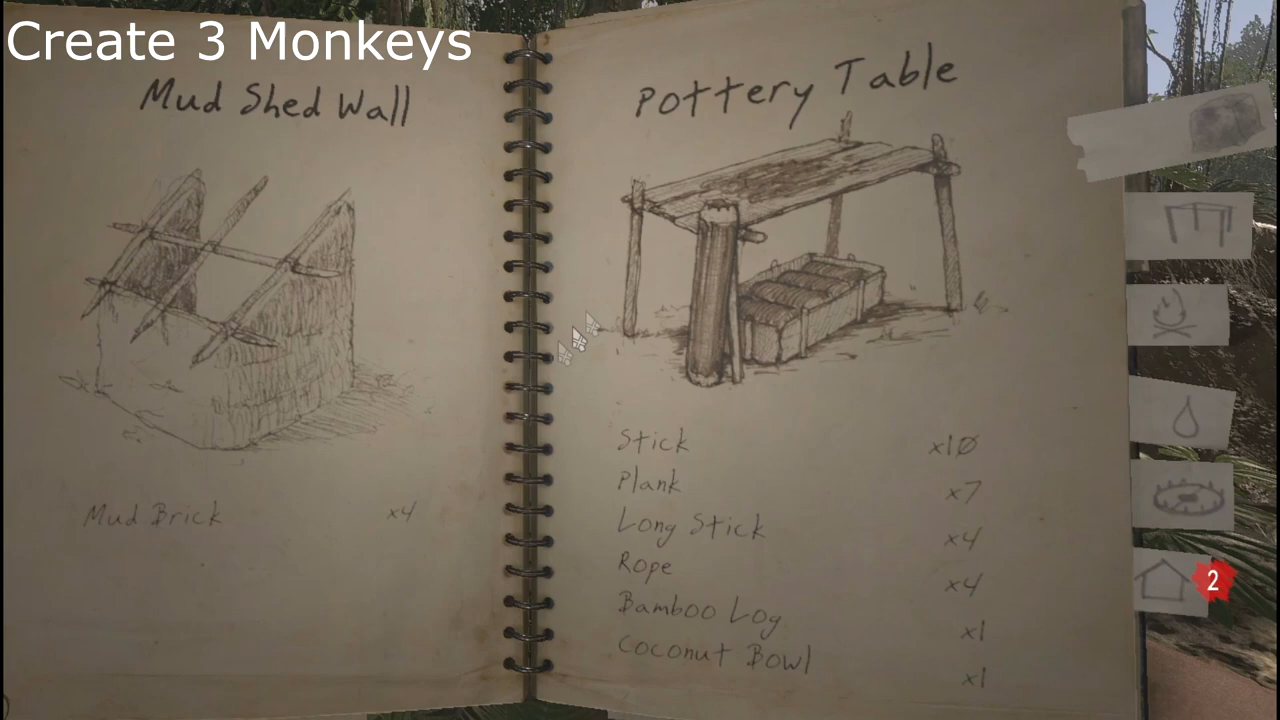 Create 3 Monkeys
Mud Shed Wall
Mud Brick x4
Pottery Table
Stick x10
Plank x7
Long Stick x4
Rope x4
Bamboo Log x1
Coconut Bowl x1
2